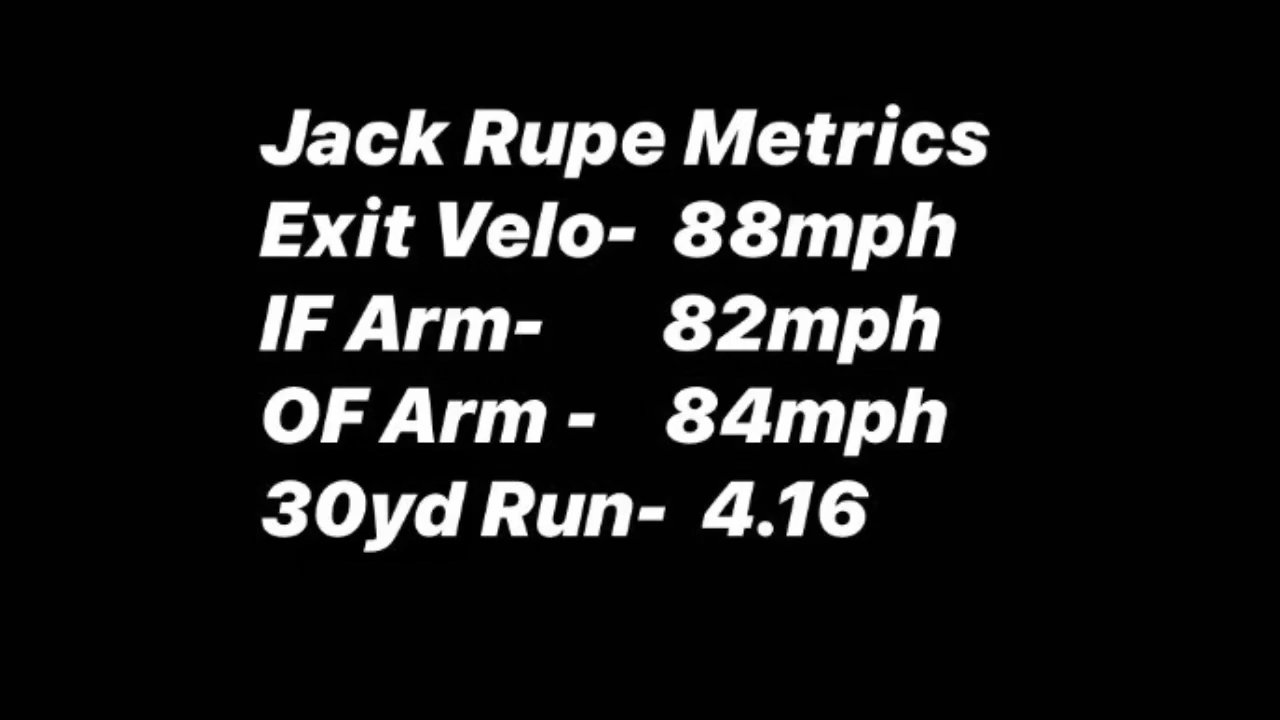 Jack Rupe Metrics
Exit Velo- 88mph
IF Arm- 82mph
OF Arm - 84mph
30yd Run- 4.16